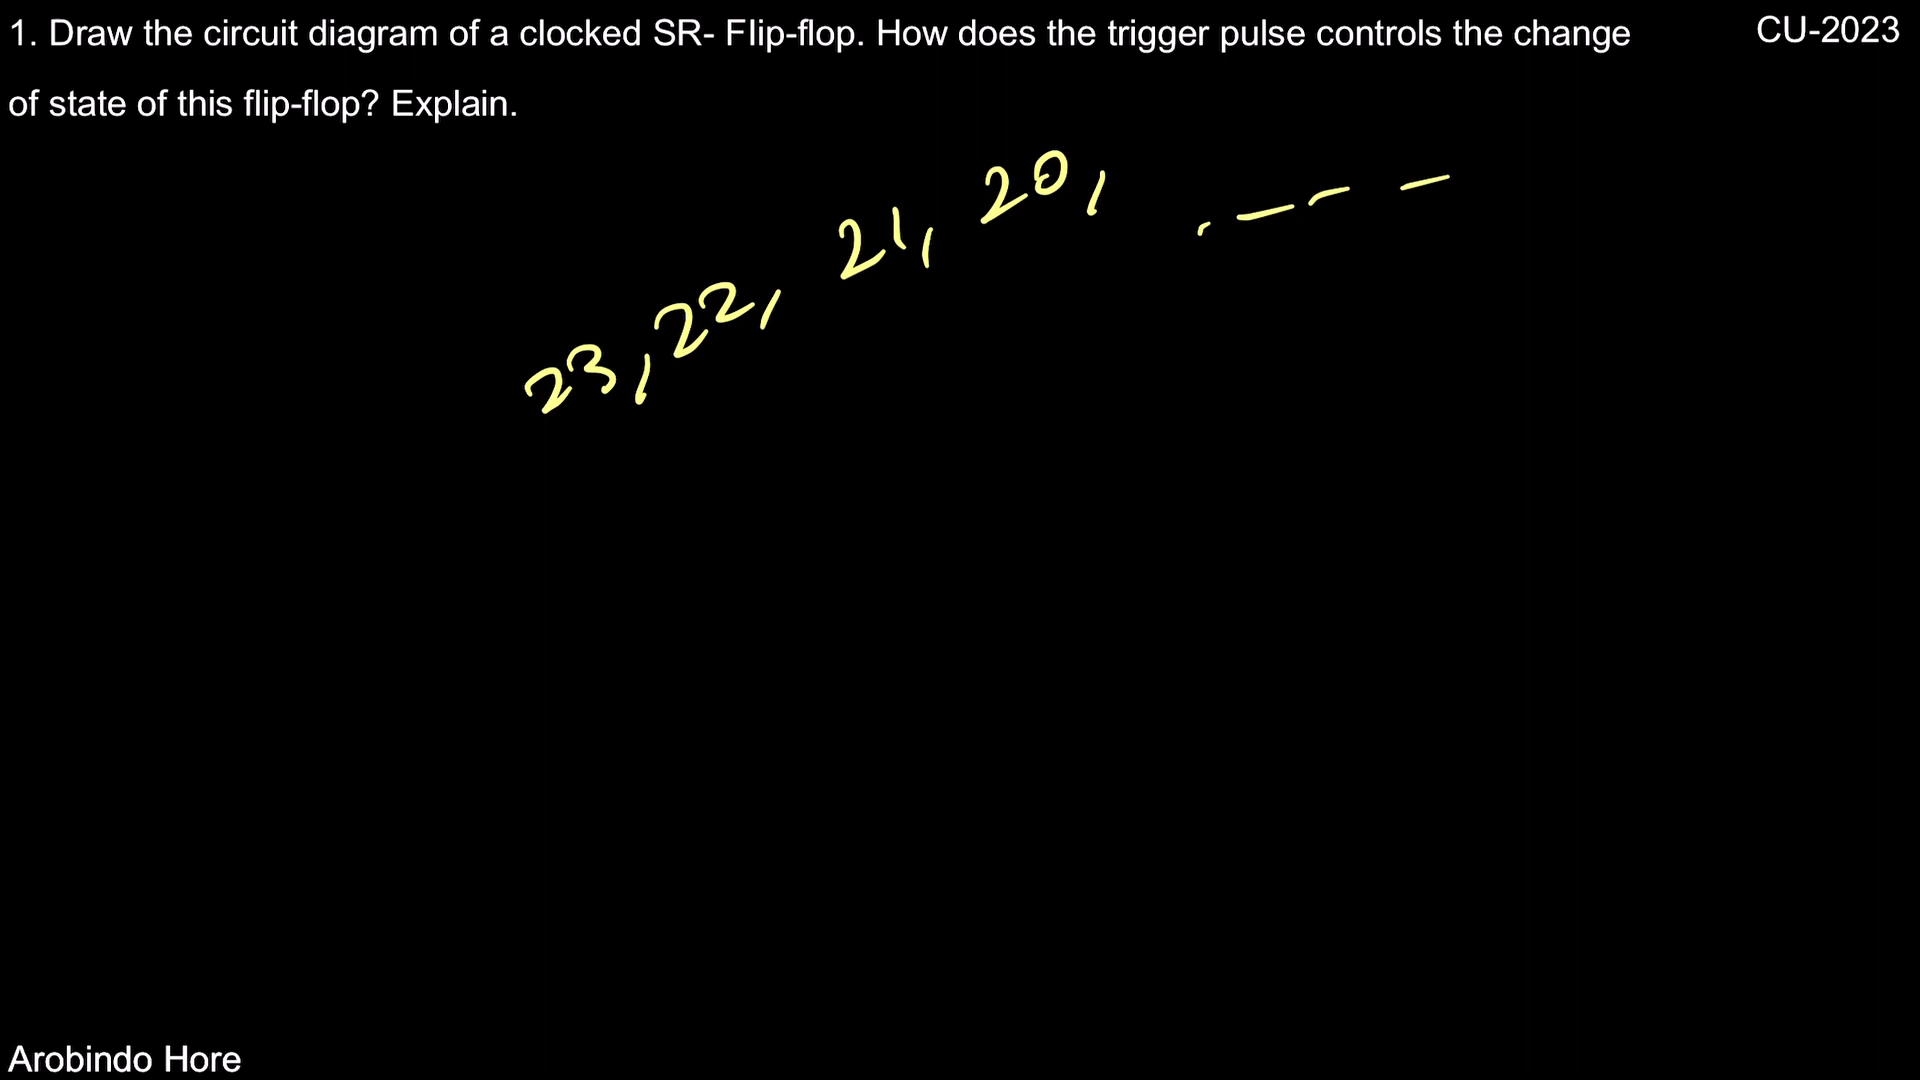 1. Draw the circuit diagram of a clocked SR- Flip-flop. How does the trigger pulse controls the change CU-2023
of state of this flip-flop? Explain.
23, 22, 21, 20, . - - -
Arobindo Hore